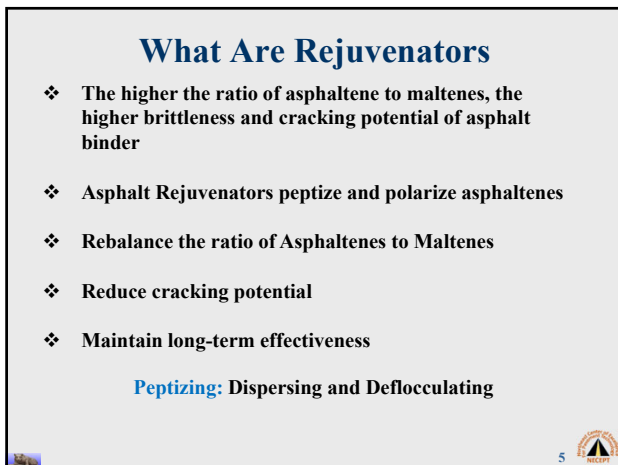 What Are Rejuvenators
❖ The higher the ratio of asphaltene to maltenes, the
higher brittleness and cracking potential of asphalt
binder
❖ Asphalt Rejuvenators peptize and polarize asphaltenes
❖ Rebalance the ratio of Asphaltenes to Maltenes
❖ Reduce cracking potential
❖ Maintain long-term effectiveness
Peptizing: Dispersing and Deflocculating
5
NECEPT